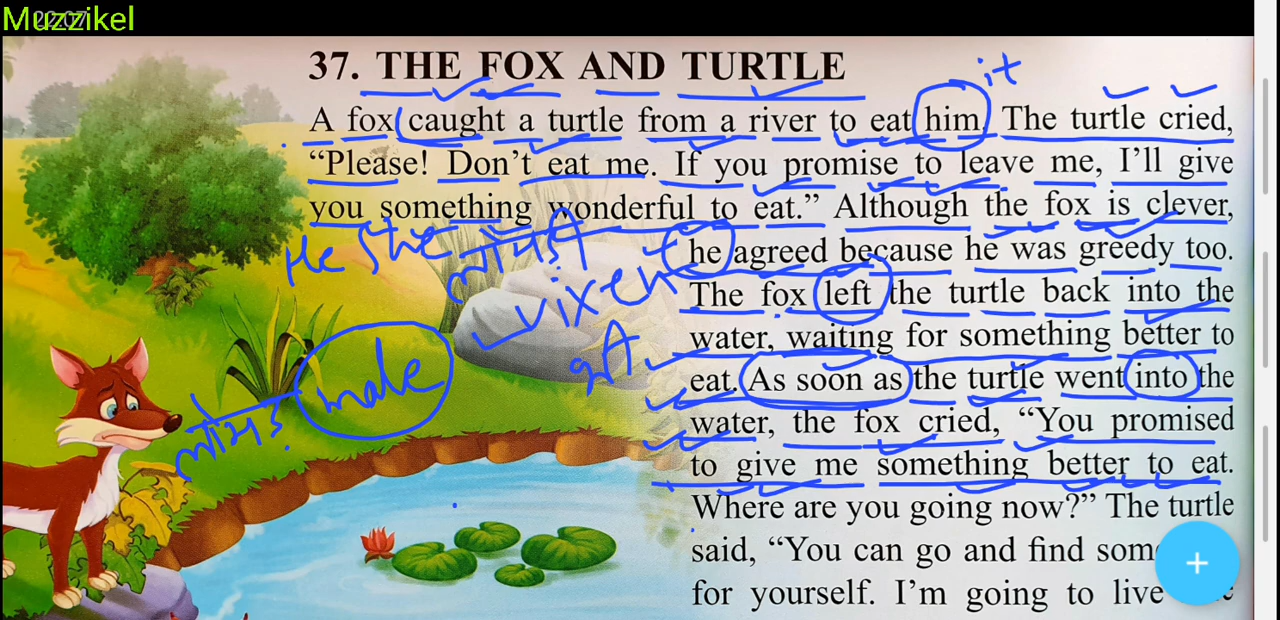 Muzzikel
22:07
37. THE FOX AND TURTLE
it
A fox caught a turtle from a river to eat him. The turtle cried,
“Please! Don’t eat me. If you promise to leave me, I’ll give
you something wonderful to eat.” Although the fox is clever,
He She
he agreed because he was greedy too.
vixen
The fox left the turtle back into the
water, waiting for something better to
male
eat. As soon as the turtle went into the
water, the fox cried, “You promised
to give me something better to eat.
Where are you going now?” The turtle
said, “You can go and find
for yourself. I’m going to live
+